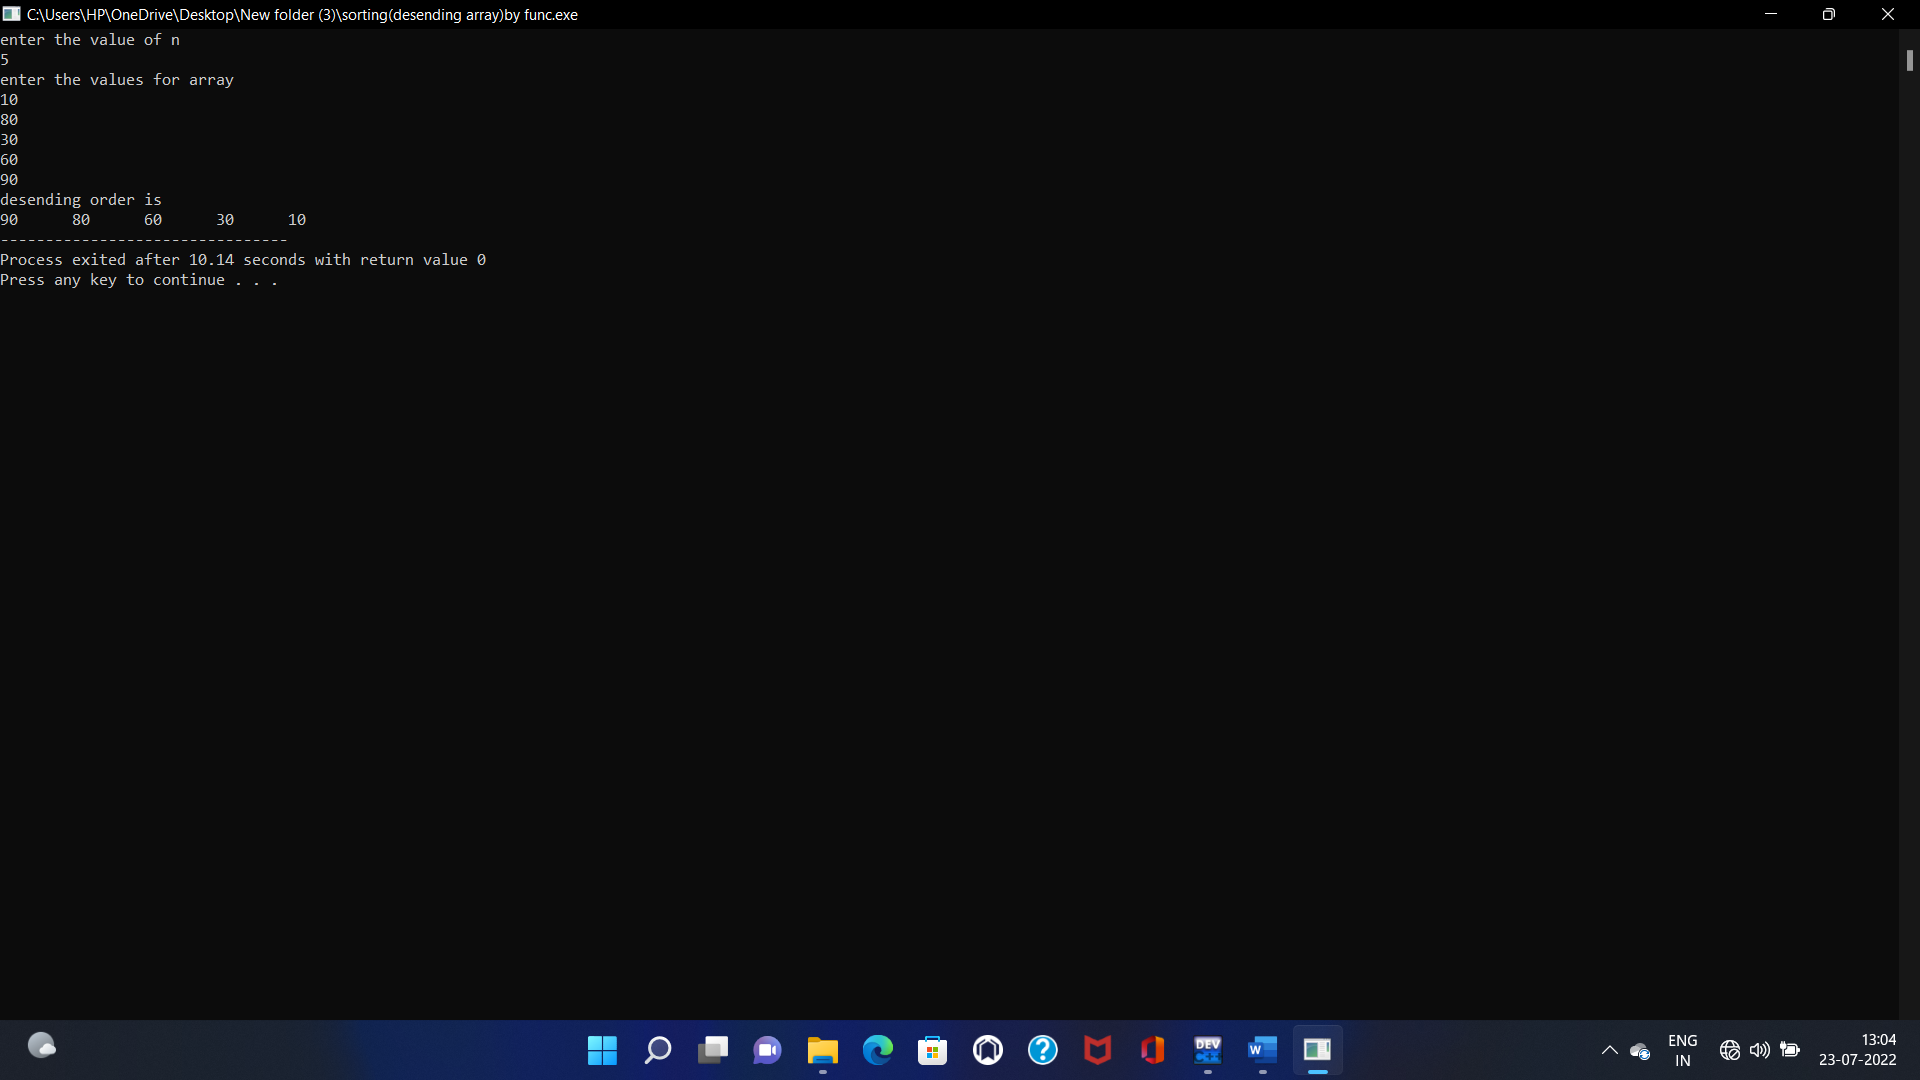 C:\Users\HP\OneDrive\Desktop\New folder (3)\sorting(desending array)by func.exe
enter the value of n
5
enter the values for array
10
80
30
60
90
desending order is
90      80      60      30      10
--------------------------------
Process exited after 10.14 seconds with return value 0
Press any key to continue . . .
DEV
C++
W
ENG
IN
13:04
23-07-2022